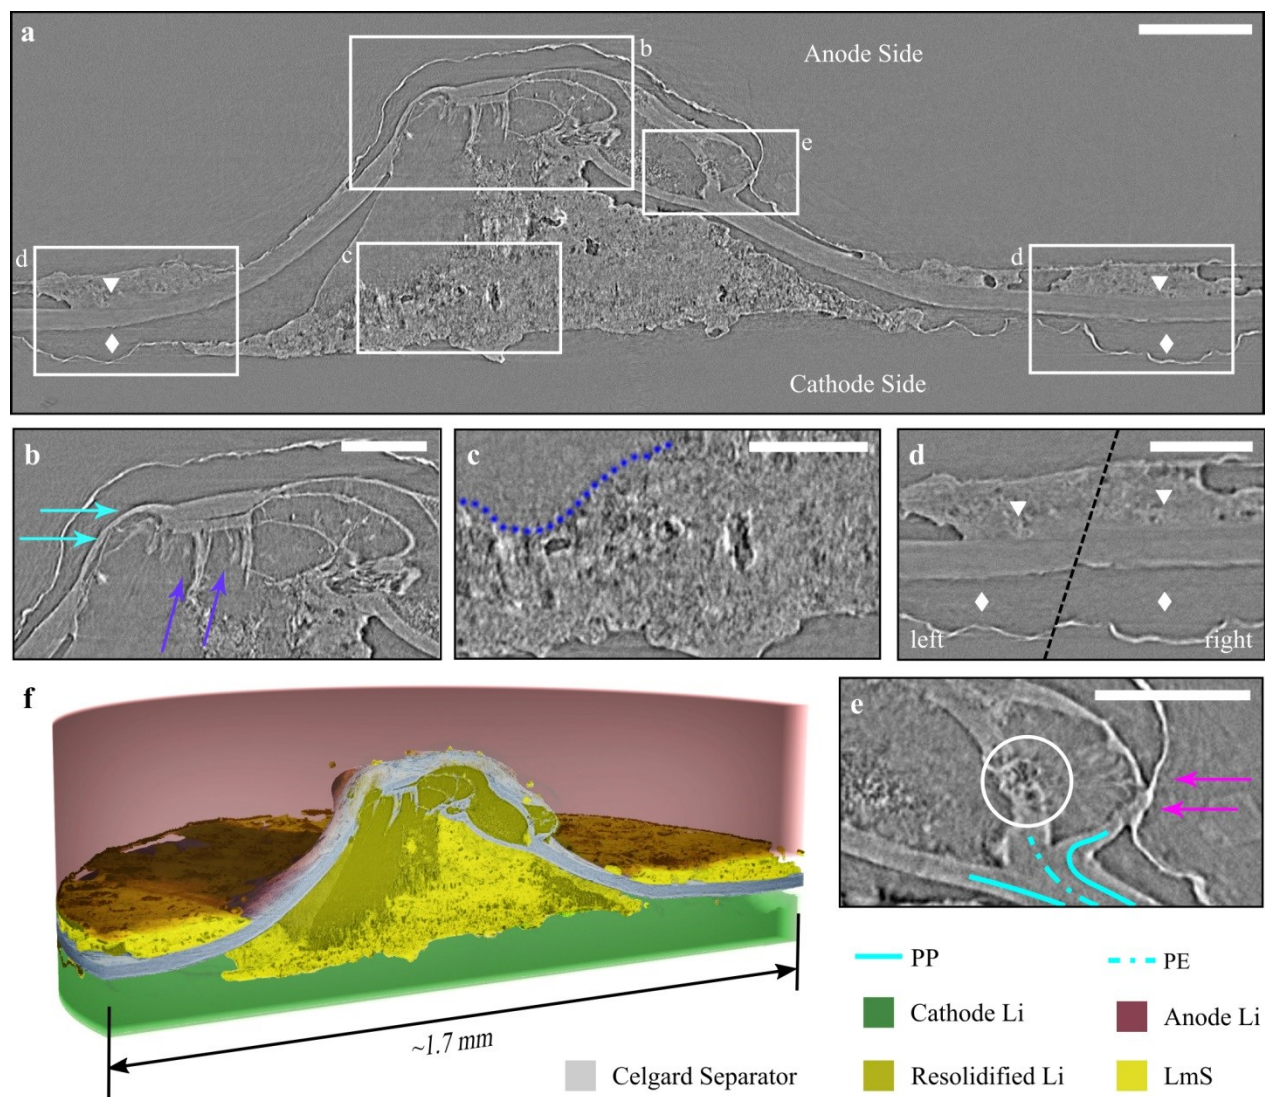 a
b
Anode Side
e
d
c
d
Cathode Side
b
c
d
left
right
f
e
~1.7 mm
PP
PE
Cathode Li
Anode Li
Celgard Separator
Resolidified Li
LmS